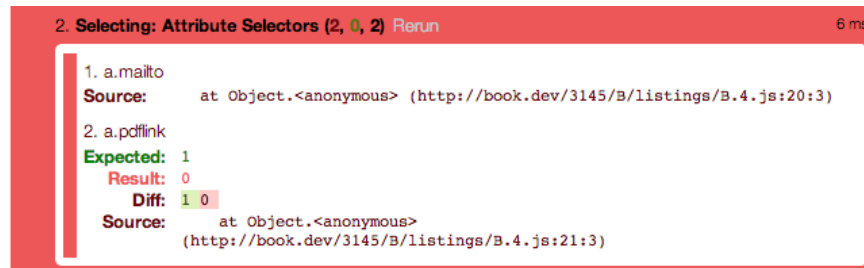 2. Selecting: Attribute Selectors (2, 0, 2) Rerun 6 ms
1. a.mailto
Source: at Object.<anonymous> (http://book.dev/3145/B/listings/B.4.js:20:3)
2. a.pdflink
Expected: 1
Result: 0
Diff: 1 0
Source: at Object.<anonymous>
(http://book.dev/3145/B/listings/B.4.js:21:3)